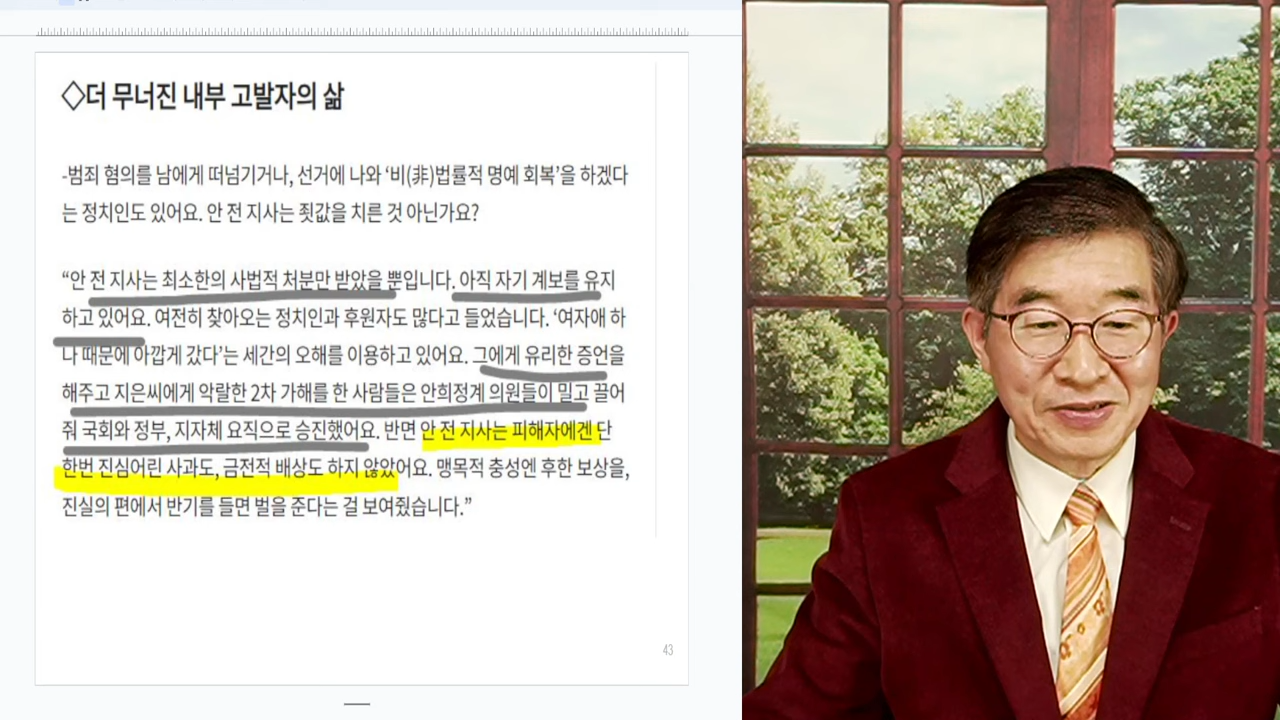 ◇더 무너진 내부 고발자의 삶
-범죄 혐의를 남에게 떠넘기거나, 선거에 나와 ‘비(非)법률적 명예 회복’을 하겠다
는 정치인도 있어요. 안 전 지사는 죗값을 치른 것 아닌가요?
“안 전 지사는 최소한의 사법적 처분만 받았을 뿐입니다. 아직 자기 계보를 유지
하고 있어요. 여전히 찾아오는 정치인과 후원자도 많다고 들었습니다. ‘여자애 하
나 때문에 아깝게 갔다’는 세간의 오해를 이용하고 있어요. 그에게 유리한 증언을
해주고 지은씨에게 악랄한 2차 가해를 한 사람들은 안희정계 의원들이 밀고 끌어
줘 국회와 정부, 지자체 요직으로 승진했어요. 반면 안 전 지사는 피해자에겐 단
한번 진심어린 사과도, 금전적 배상도 하지 않았어요. 맹목적 충성엔 후한 보상을,
진실의 편에서 반기를 들면 벌을 준다는 걸 보여줬습니다.”
43